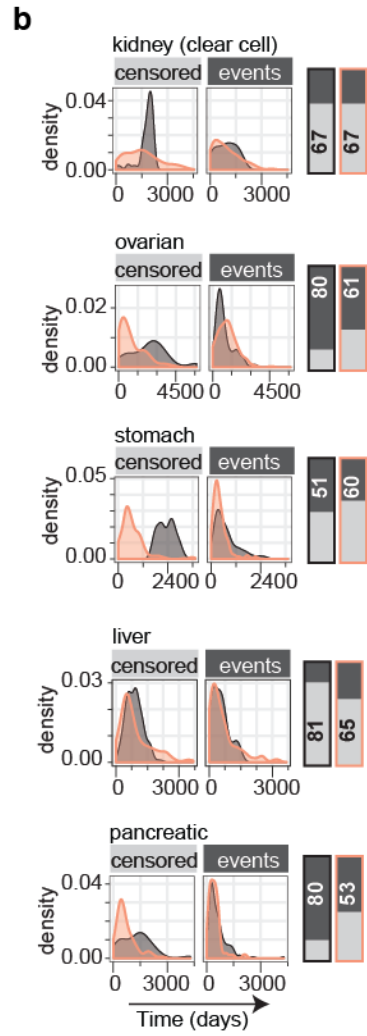 b
kidney (clear cell)
censored events
density
0.04
0.00
0 3000 3000
67 67
ovarian
censored events
density
0.02
0.00
0 4500 0 4500
80 61
stomach
censored events
density
0.05
0.00
0 2400 0 2400
51 60
liver
censored events
density
0.03
0.00
0 3000 0 3000
81 65
pancreatic
censored events
density
0.04
0.00
0 3000 0 3000
80 53
Time (days)